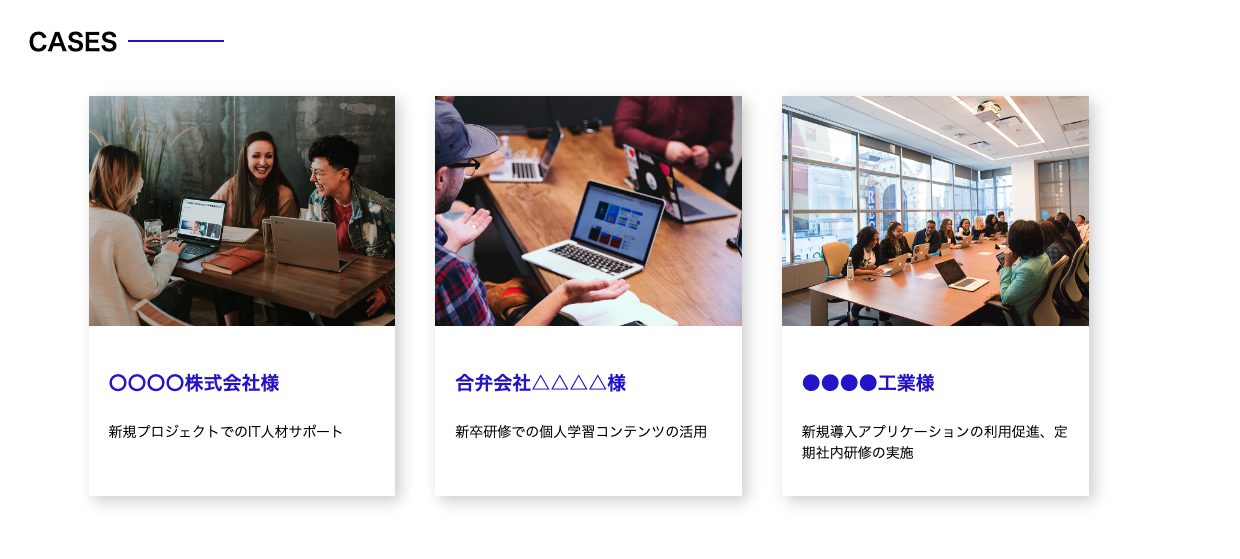 CASES
〇〇〇〇株式会社様
合弁会社△△△△様
●●●●工業様
新規プロジェクトでのIT人材サポート
新卒研修での個人学習コンテンツの活用
新規導入アプリケーションの利用促進、定
期社内研修の実施